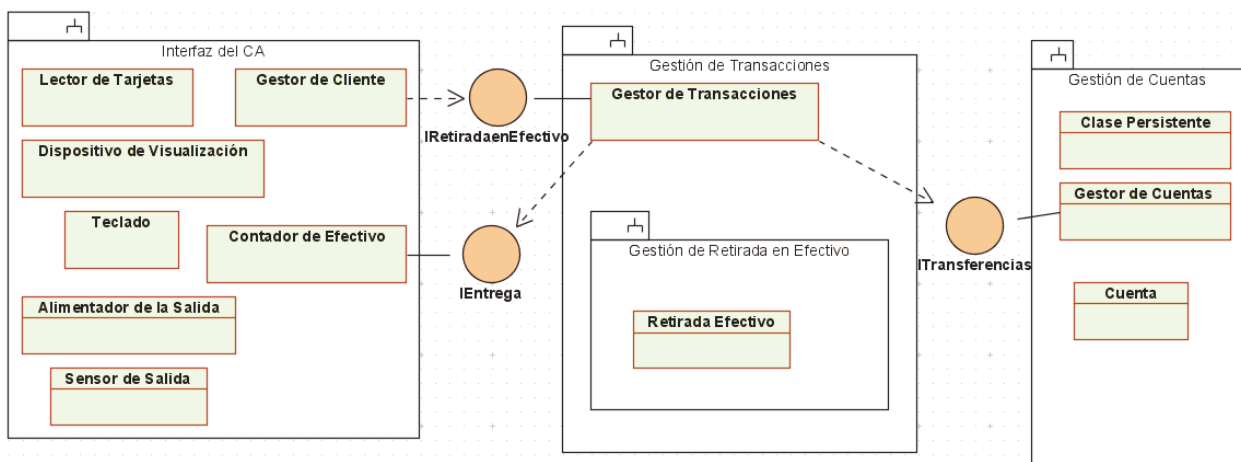 Interfaz del CA
Lector de Tarjetas
Gestor de Cliente
Dispositivo de Visualización
Teclado
Contador de Efectivo
Alimentador de la Salida
Sensor de Salida
IRetiradaenEfectivo
IEntrega
Gestión de Transacciones
Gestor de Transacciones
Gestión de Retirada en Efectivo
Retirada Efectivo
ITransferencias
Gestión de Cuentas
Clase Persistente
Gestor de Cuentas
Cuenta